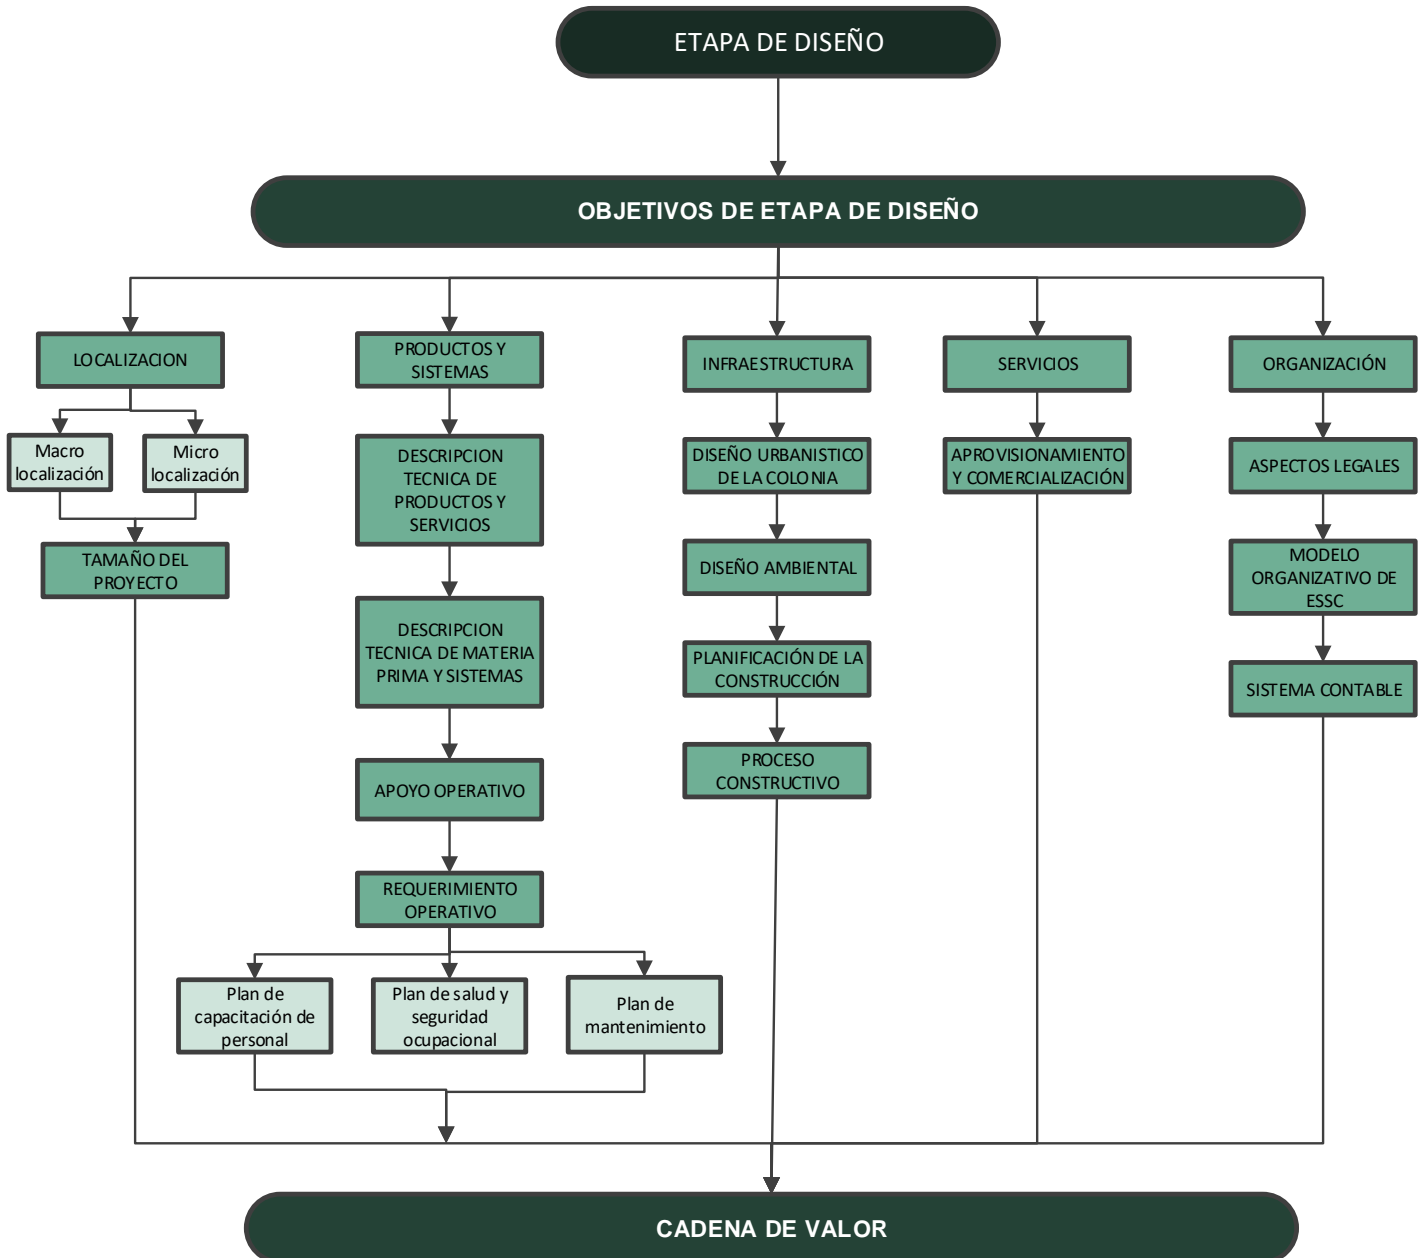 ETAPA DE DISEÑO
OBJETIVOS DE ETAPA DE DISEÑO
LOCALIZACION
Macro
localización
Micro
localización
TAMAÑO DEL
PROYECTO
PRODUCTOS Y
SISTEMAS
DESCRIPCION
TECNICA DE
PRODUCTOS Y
SERVICIOS
DESCRIPCION
TECNICA DE MATERIA
PRIMA Y SISTEMAS
APOYO OPERATIVO
REQUERIMIENTO
OPERATIVO
Plan de
capacitación de
personal
Plan de salud y
seguridad
ocupacional
Plan de
mantenimiento
INFRAESTRUCTURA
DISEÑO URBANISTICO
DE LA COLONIA
DISEÑO AMBIENTAL
PLANIFICACIÓN DE LA
CONSTRUCCIÓN
PROCESO
CONSTRUCTIVO
SERVICIOS
APROVISIONAMIENTO
Y COMERCIALIZACIÓN
ORGANIZACIÓN
ASPECTOS LEGALES
MODELO
ORGANIZATIVO DE
ESSC
SISTEMA CONTABLE
CADENA DE VALOR